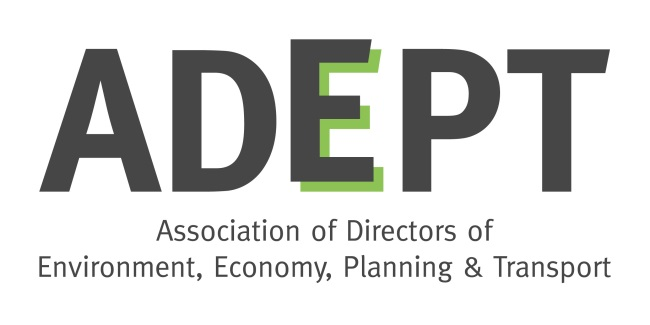 ADEPT
Association of Directors of
Environment, Economy, Planning & Transport